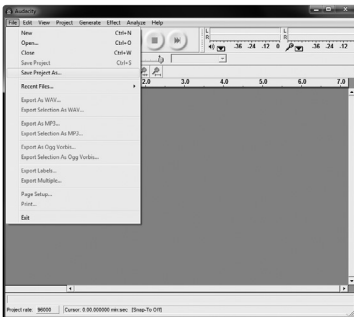 Audacity
File Edit View Project Generate Effect Analyze Help
New Ctrl+N
Open... Ctrl+O
Close Ctrl+W
Save Project Ctrl+S
Save Project As...
Recent Files...
Export As WAV...
Export Selection As WAV...
Export As MP3...
Export Selection As MP3...
Export As Ogg Vorbis...
Export Selection As Ogg Vorbis...
Export Labels...
Export Multiple...
Page Setup...
Print...
Exit
L
R
-36 -24 -12 0
L
R
-36 -24 -12
2.0 3.0 4.0 5.0 6.0 7.0
Project rate: 96000 Cursor: 0:00.000000 min:sec [Snap-To Off]